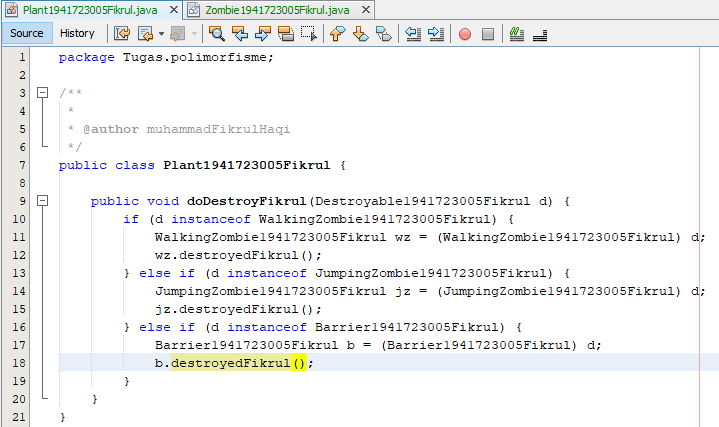 Plant1941723005Fikrul.java Zombie1941723005Fikrul.java
Source History
1 package Tugas.polimorfisme;
2
3 /**
4  *
5  * @author muhammadFikrulHaqi
6  */
7 public class Plant1941723005Fikrul {
8
9     public void doDestroyFikrul(Destroyable1941723005Fikrul d) {
10         if (d instanceof WalkingZombie1941723005Fikrul) {
11             WalkingZombie1941723005Fikrul wz = (WalkingZombie1941723005Fikrul) d;
12             wz.destroyedFikrul();
13         } else if (d instanceof JumpingZombie1941723005Fikrul) {
14             JumpingZombie1941723005Fikrul jz = (JumpingZombie1941723005Fikrul) d;
15             jz.destroyedFikrul();
16         } else if (d instanceof Barrier1941723005Fikrul) {
17             Barrier1941723005Fikrul b = (Barrier1941723005Fikrul) d;
18             b.destroyedFikrul();
19         }
20     }
21 }